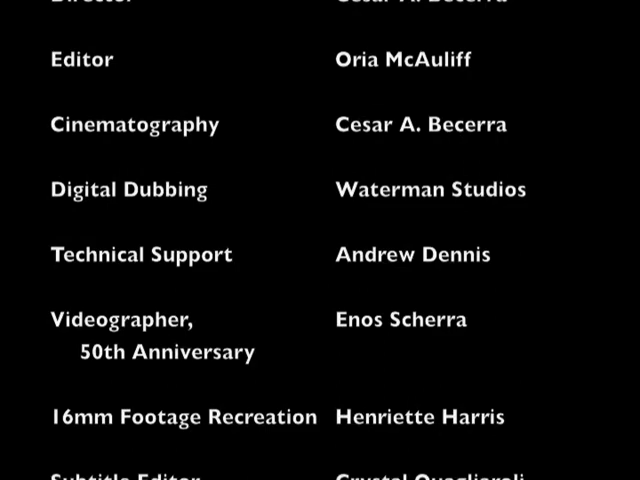 Director Cesar A. Becerra
Editor Oria McAuliff
Cinematography Cesar A. Becerra
Digital Dubbing Waterman Studios
Technical Support Andrew Dennis
Videographer, Enos Scherra
50th Anniversary
16mm Footage Recreation Henriette Harris
Subtitle Editor Crystal